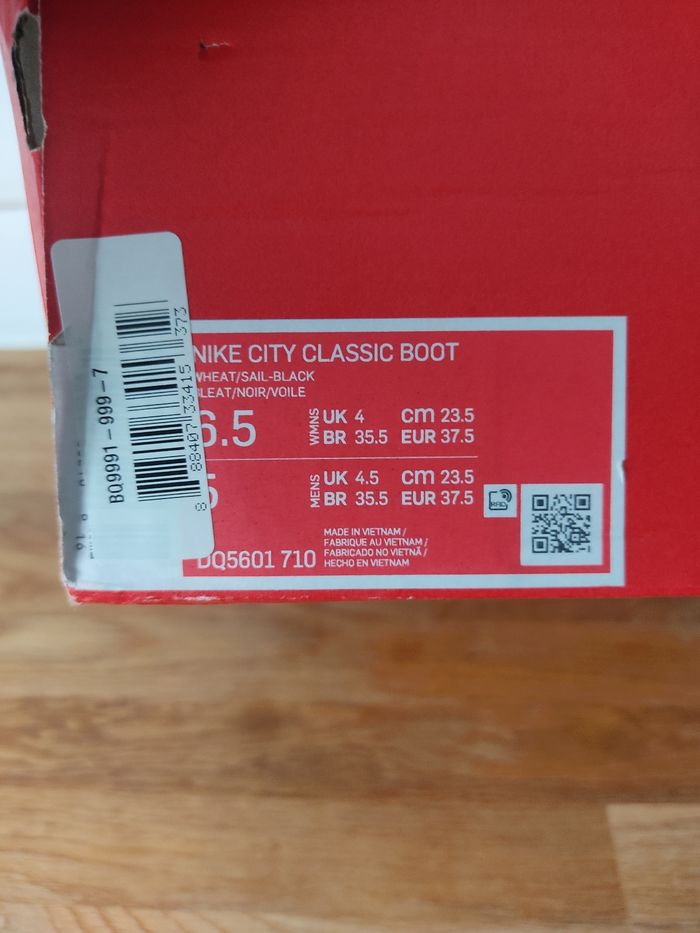 BQ9991-999-7
8 88407 33415 373
NIKE CITY CLASSIC BOOT
WHEAT/SAIL-BLACK
BLEAT/NOIR/VOILE
6.5
WMNS
UK 4 cm 23.5
BR 35.5 EUR 37.5
5
MENS
UK 4.5 cm 23.5
BR 35.5 EUR 37.5
RFID
DQ5601 710
MADE IN VIETNAM /
FABRIQUE AU VIETNAM /
FABRICADO NO VIETNÃ /
HECHO EN VIETNAM